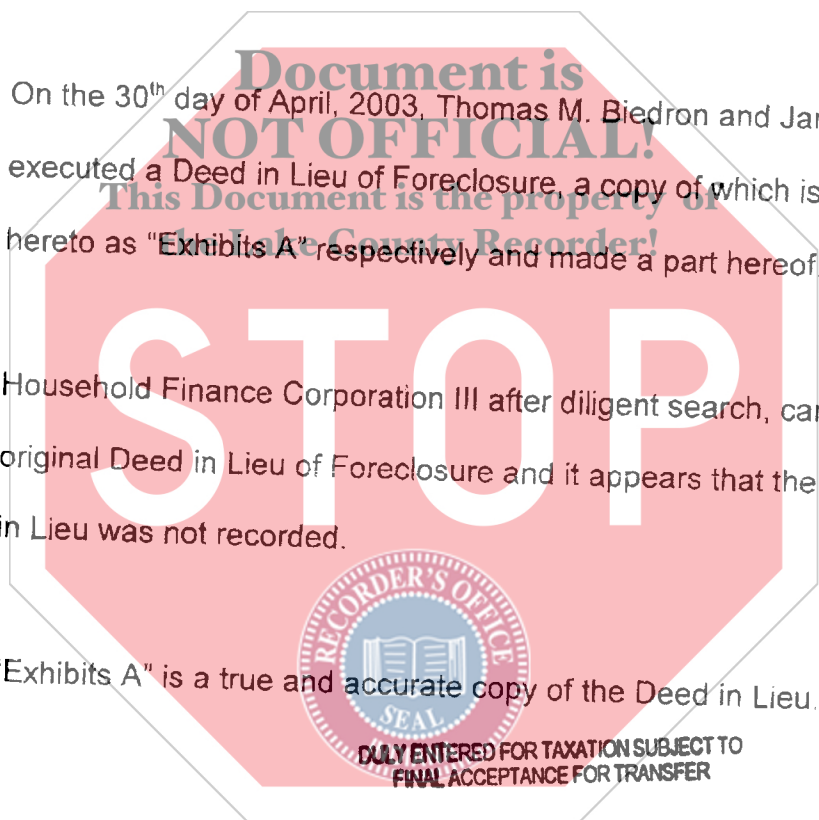 Document is
On the 30th day of April, 2003, Thomas M. Biedron and Jar
NOT OFFICIAL!
executed a Deed in Lieu of Foreclosure, a copy of which is
This Document is the property of
the Lake County Recorder!
hereto as "Exhibits A" respectively and made a part hereof
STOP
Household Finance Corporation III after diligent search, car
original Deed in Lieu of Foreclosure and it appears that the
in Lieu was not recorded.
RECORDER'S OFFICE
Exhibits A" is a true and accurate copy of the Deed in Lieu.
SEAL
DULY ENTERED FOR TAXATION SUBJECT TO
FINAL ACCEPTANCE FOR TRANSFER